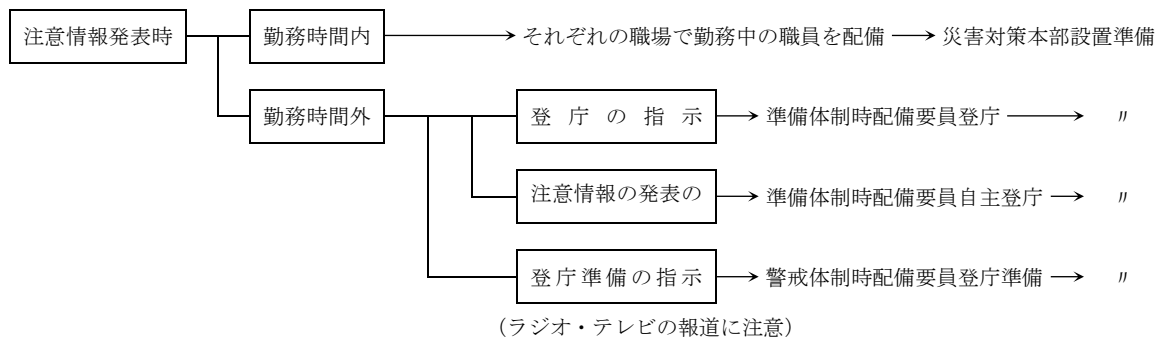 注意情報発表時 勤務時間内 それぞれの職場で勤務中の職員を配備 災害対策本部設置準備
勤務時間外 登庁の指示 準備体制時配備要員登庁 〃
注意情報の発表の 準備体制時配備要員自主登庁 〃
登庁準備の指示 警戒体制時配備要員登庁準備 〃
（ラジオ・テレビの報道に注意）